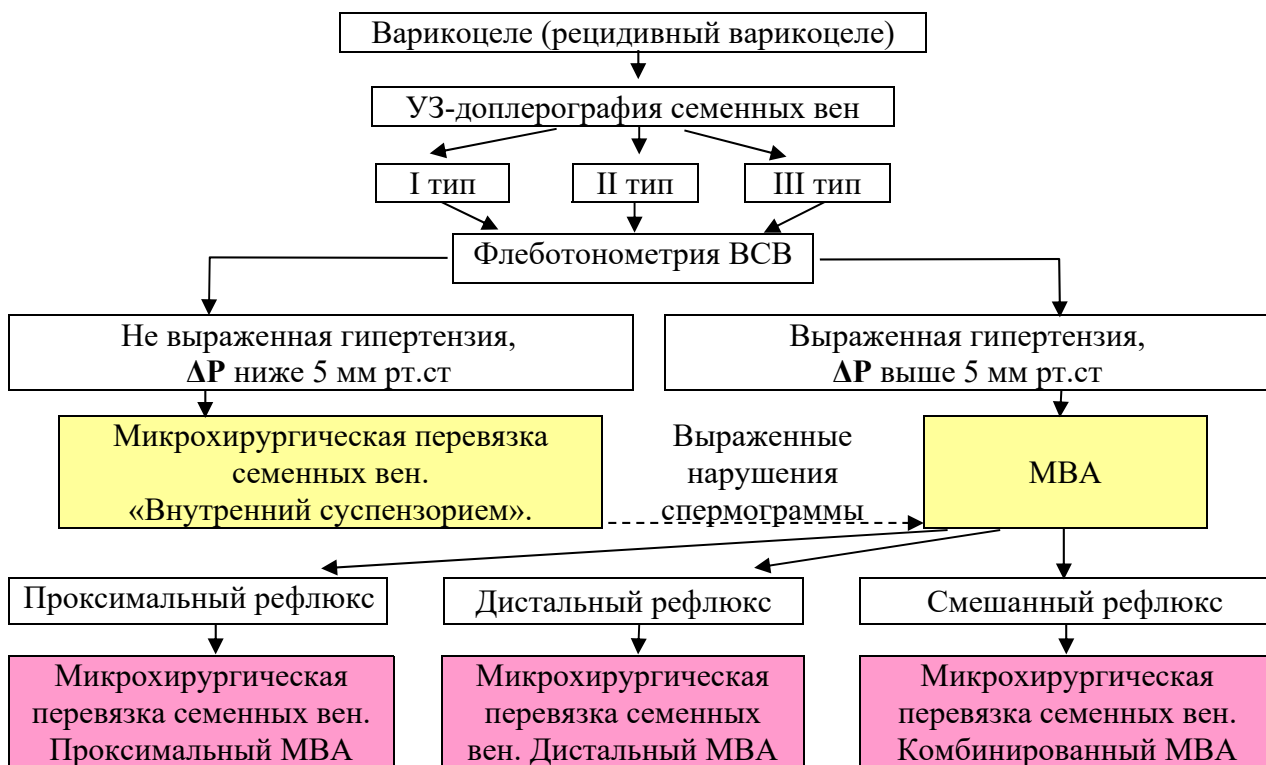 Варикоцеле (рецидивный варикоцеле)
УЗ-доплерография семенных вен
I тип
II тип
III тип
Флеботонометрия ВСВ
Не выраженная гипертензия,
ΔP ниже 5 мм рт.ст
Выраженная гипертензия,
ΔP выше 5 мм рт.ст
Микрохирургическая перевязка
семенных вен.
«Внутренний суспензорием».
Выраженные
нарушения
спермограммы
МВА
Проксимальный рефлюкс
Дистальный рефлюкс
Смешанный рефлюкс
Микрохирургическая
перевязка семенных вен.
Проксимальный МВА
Микрохирургическая
перевязка семенных
вен. Дистальный МВА
Микрохирургическая
перевязка семенных вен.
Комбинированный МВА